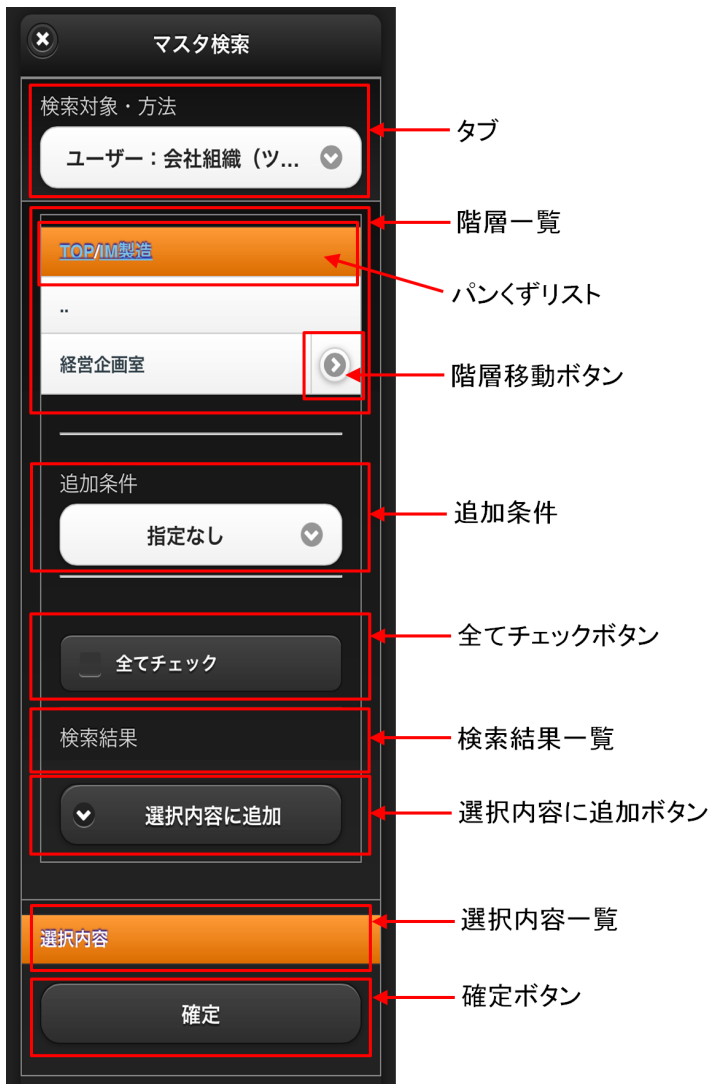 マスタ検索
検索対象・方法
タブ
ユーザー：会社組織（ツ...
階層一覧
TOP/IM製造
パンくずリスト
..
経営企画室
階層移動ボタン
追加条件
追加条件
指定なし
全てチェックボタン
全てチェック
検索結果
検索結果一覧
選択内容に追加
選択内容に追加ボタン
選択内容一覧
選択内容
確定ボタン
確定